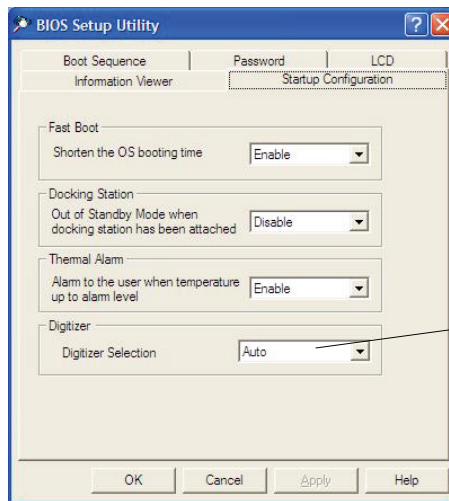 BIOS Setup Utility
Boot Sequence Password LCD
Information Viewer Startup Configuration
Fast Boot
Shorten the OS booting time Enable
Docking Station
Out of Standby Mode when
docking station has been attached Disable
Thermal Alarm
Alarm to the user when temperature
up to alarm level Enable
Digitizer
Digitizer Selection Auto
OK Cancel Apply Help